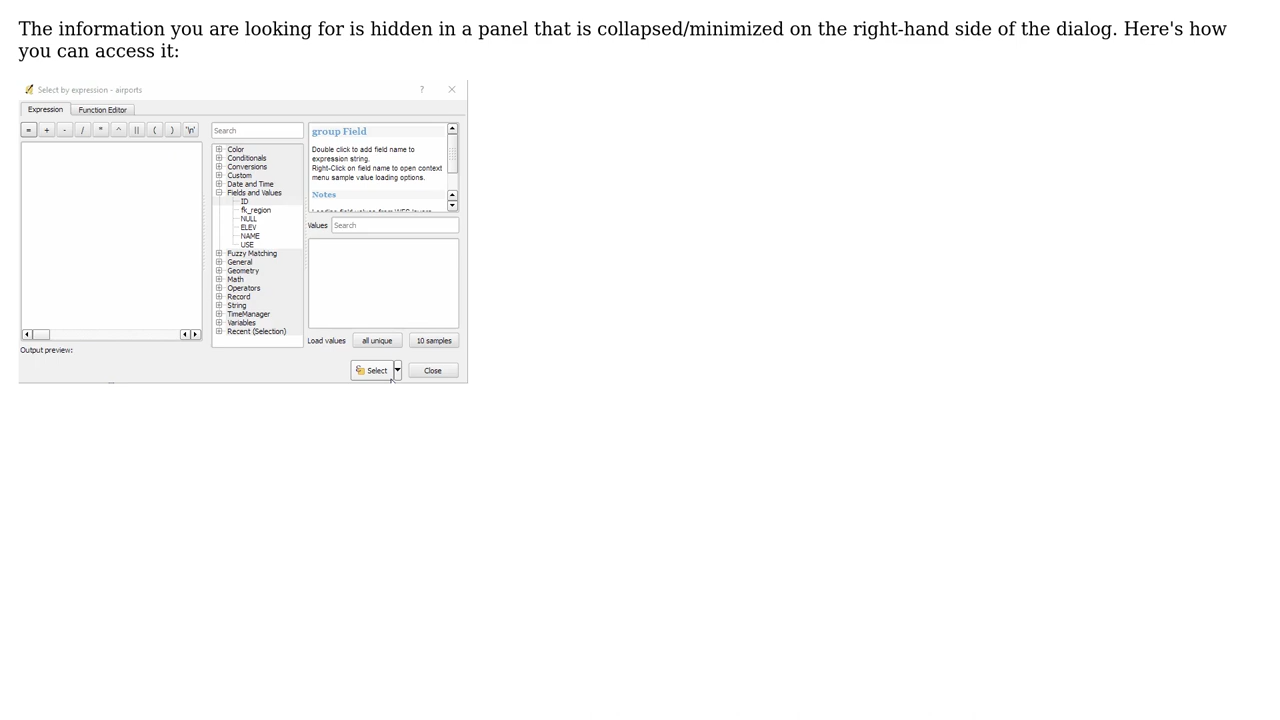 The information you are looking for is hidden in a panel that is collapsed/minimized on the right-hand side of the dialog. Here's how
you can access it:
Select by expression - airports ?
Expression Function Editor
= + - / * ^ || ( ) '\n'
Search
Color
Conditionals
Conversions
Custom
Date and Time
Fields and Values
ID
fk_region
NULL
ELEV
NAME
USE
Fuzzy Matching
General
Geometry
Math
Operators
Record
String
TimeManager
Variables
Recent (Selection)
group Field
Double click to add field name to
expression string.
Right-Click on field name to open context
menu sample value loading options.
Notes
Values Search
Load values all unique 10 samples
Output preview:
Select Close